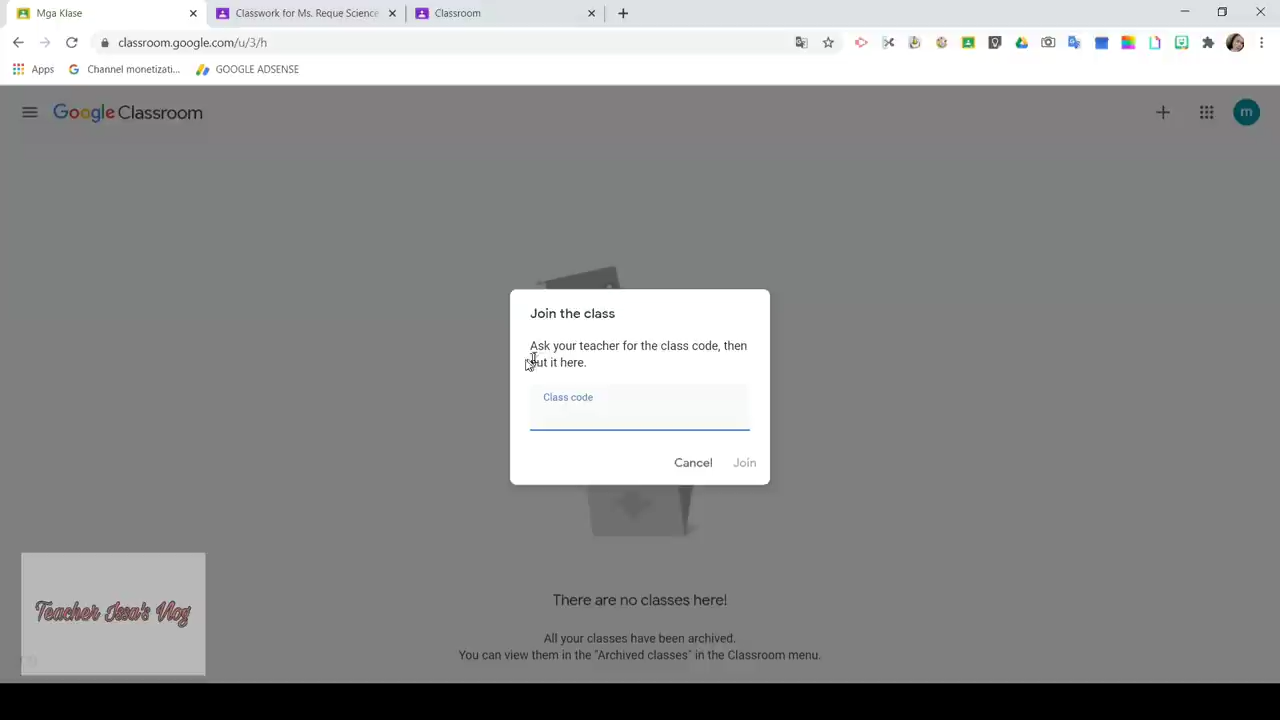 Mga Klase
Classwork for Ms. Reque Science
Classroom
classroom.google.com/u/3/h
Apps
Channel monetizati...
GOOGLE ADSENSE
Google Classroom
m
Join the class
Ask your teacher for the class code, then
put it here.
Class code
Cancel
Join
Teacher Issa's Vlog
There are no classes here!
All your classes have been archived.
You can view them in the "Archived classes" in the Classroom menu.